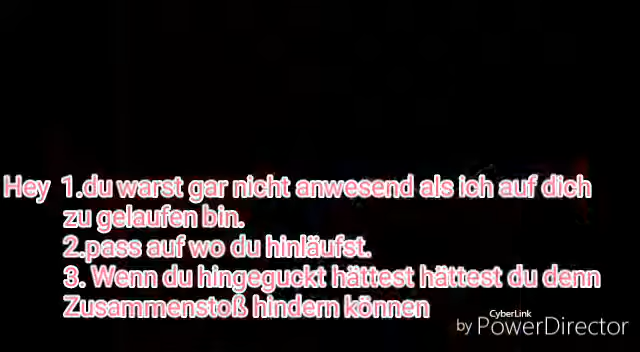 Hey 1.du warst gar nicht anwesend als ich auf dich
zu gelaufen bin.
2.pass auf wo du hinläufst.
3. Wenn du hingeguckt hättest hättest du denn
Zusammenstoß hindern können
CyberLink
by PowerDirector